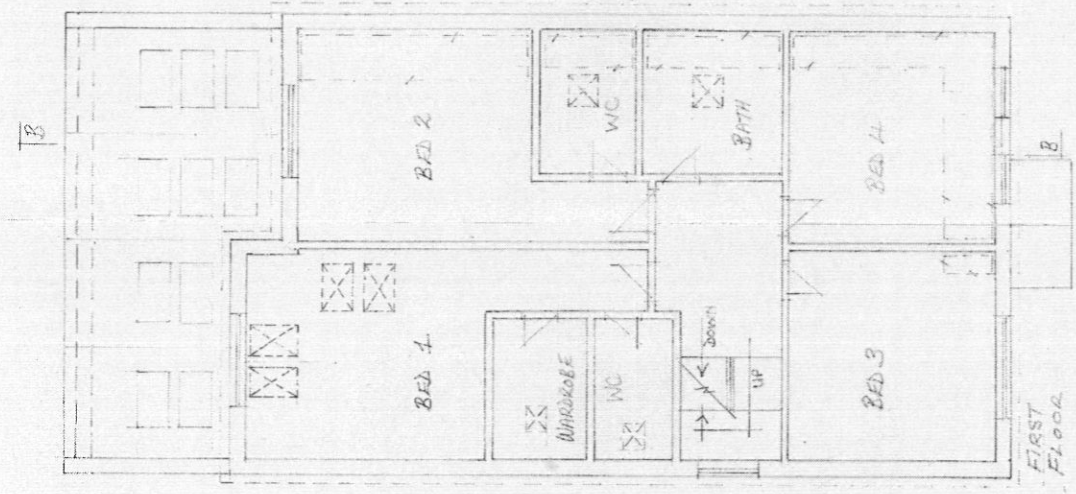 B
BED 2
WC
BATH
BED 4
B
BED 1
WARDROBE
WC
DOWN
UP
BED 3
FIRST
FLOOR